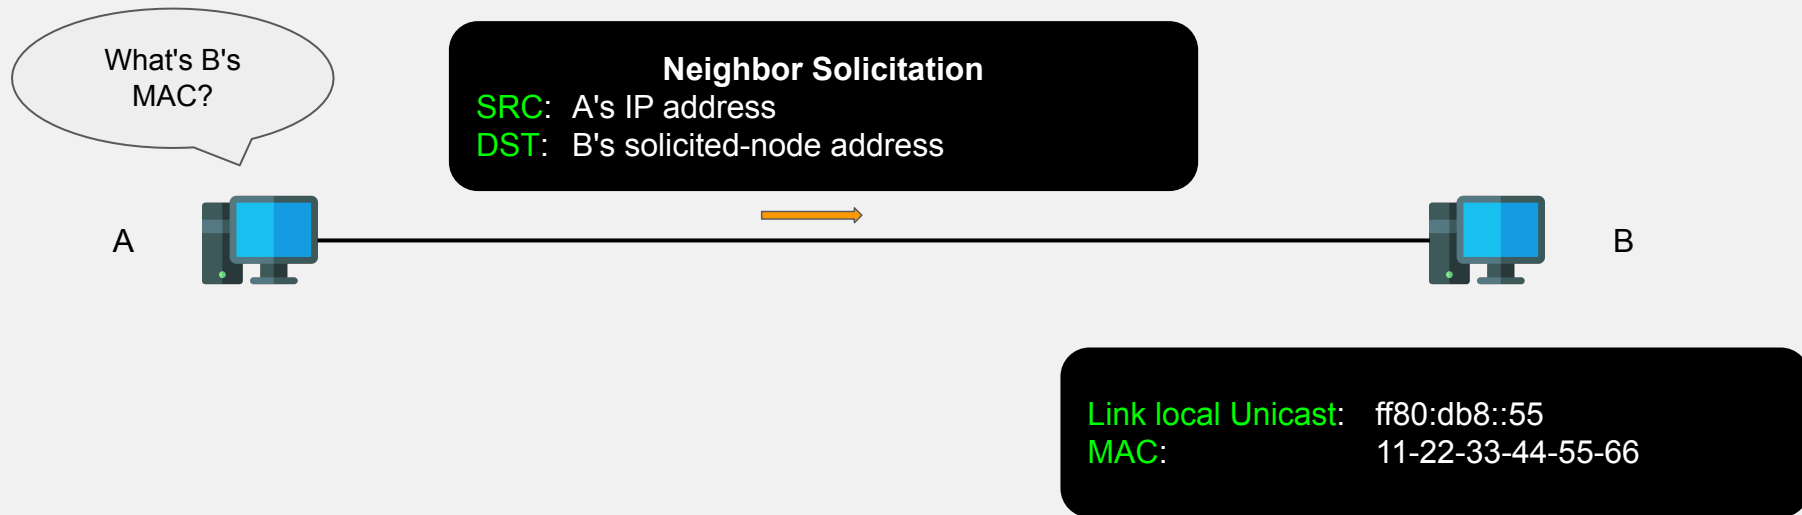 What's B's
MAC?
Neighbor Solicitation
SRC: A's IP address
DST: B's solicited-node address
A
B
Link local Unicast: ff80:db8::55
MAC: 11-22-33-44-55-66